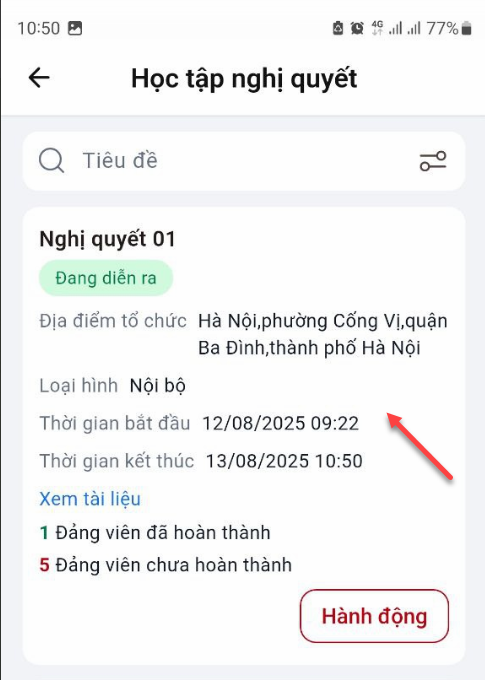 10:50 4G 77%
Học tập nghị quyết
Tiêu đề
Nghị quyết 01
Đang diễn ra
Địa điểm tổ chức Hà Nội,phường Cống Vị,quận
Ba Đình,thành phố Hà Nội
Loại hình Nội bộ
Thời gian bắt đầu 12/08/2025 09:22
Thời gian kết thúc 13/08/2025 10:50
Xem tài liệu
1 Đảng viên đã hoàn thành
5 Đảng viên chưa hoàn thành
Hành động